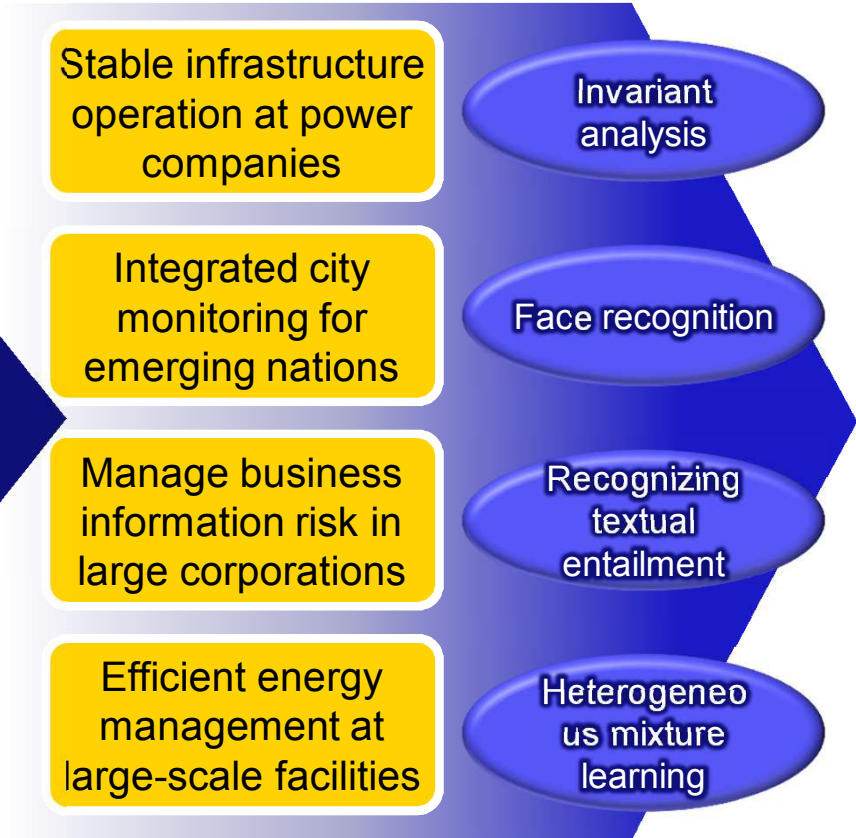 Stable infrastructure
operation at power
companies
Invariant
analysis
Integrated city
monitoring for
emerging nations
Face recognition
Manage business
information risk in
large corporations
Recognizing
textual
entailment
Efficient energy
management at
large-scale facilities
Heterogeneo
us mixture
learning